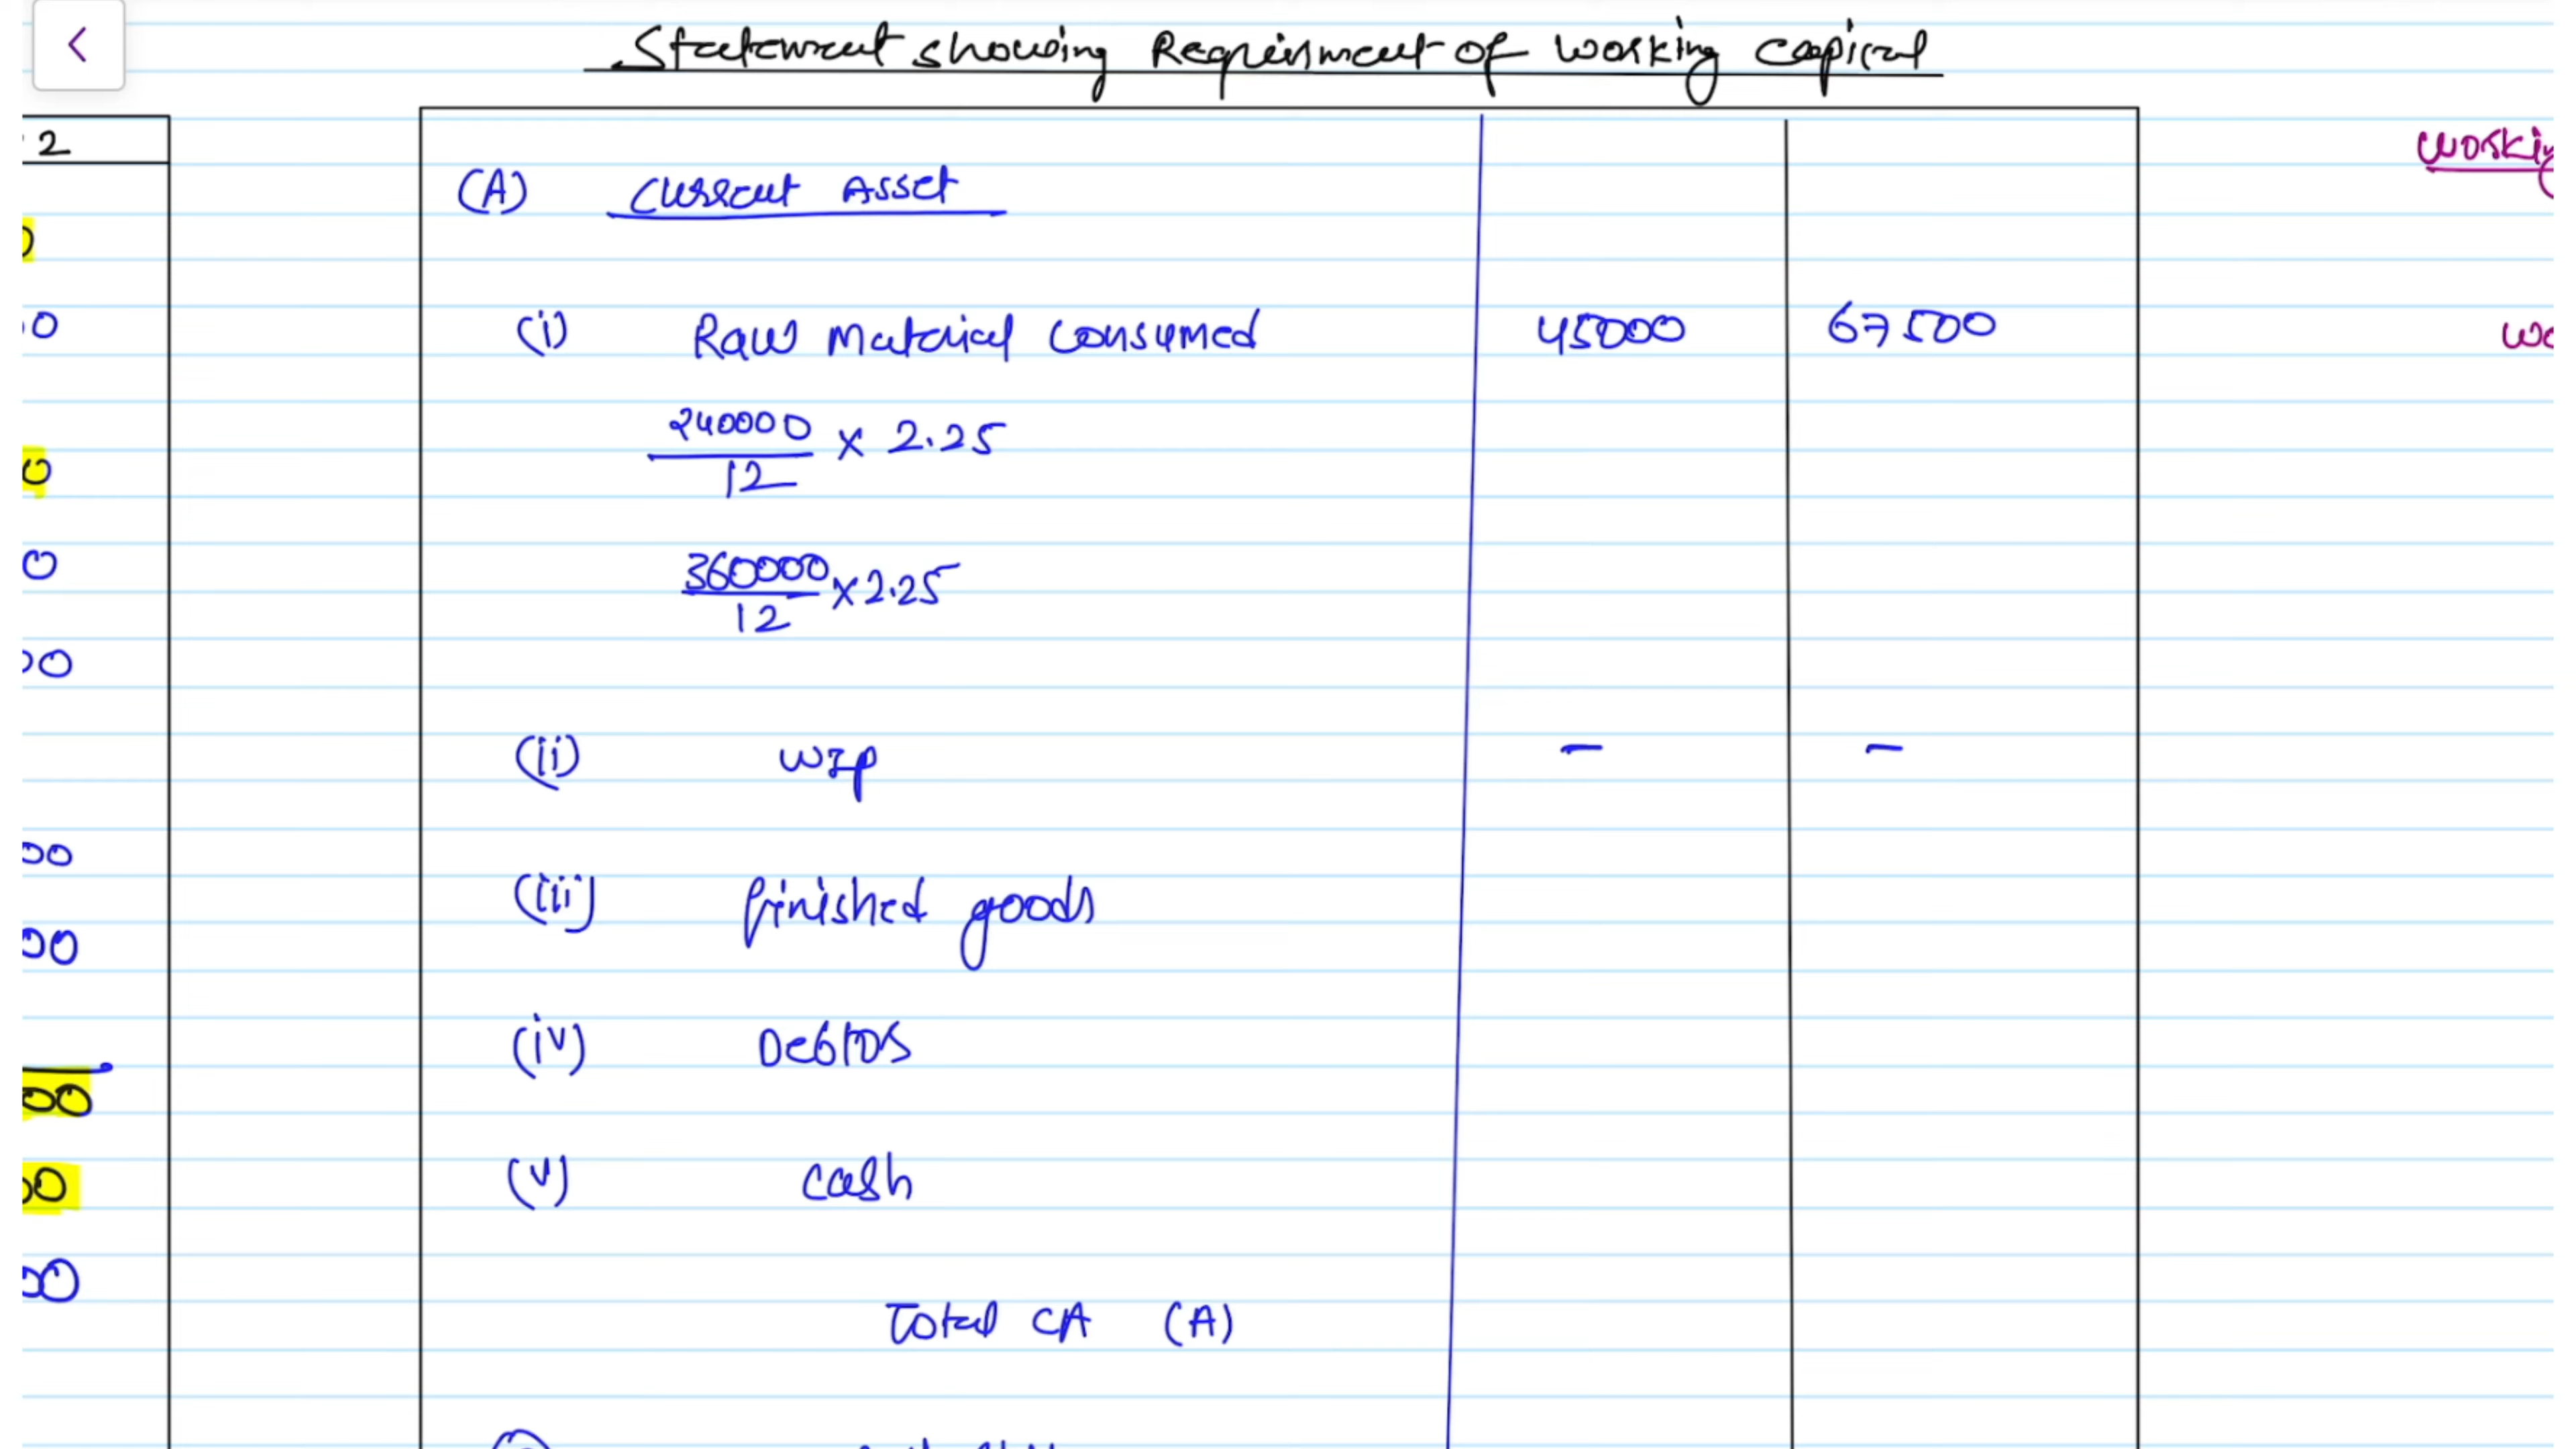 Statement showing Requirment of working capital
2
(A) Current Asset
(i) Raw Material Consumed 45000 67500
240000
12
x 2.25
360000
12
x 2.25
(ii) WIP - -
(iii) finished goods
(iv) Debtors
(v) cash
Total CA (A)